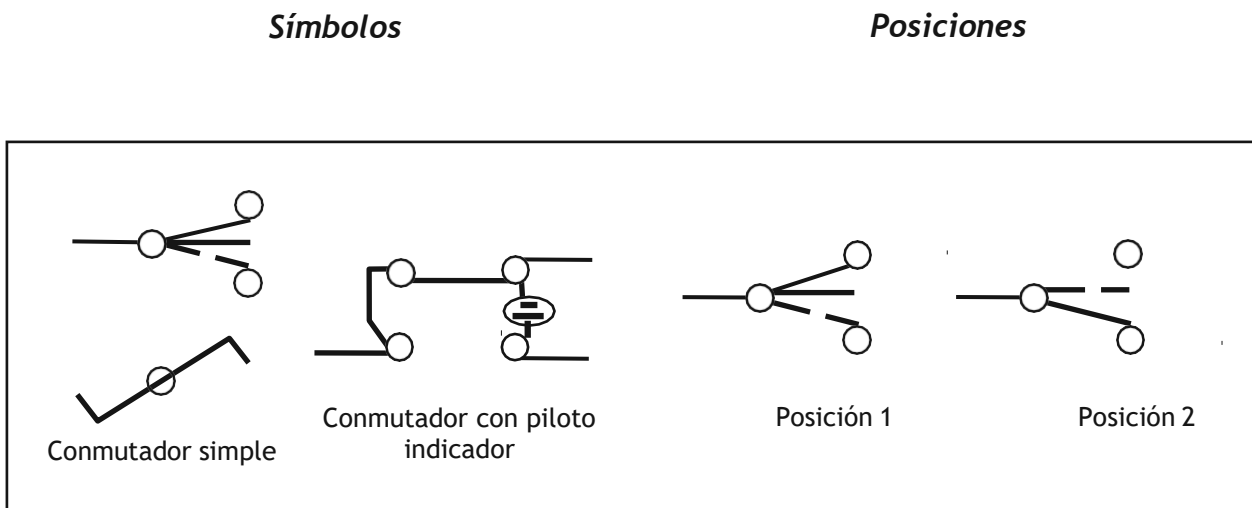 Símbolos
Posiciones
Conmutador simple
Conmutador con piloto
indicador
Posición 1
Posición 2